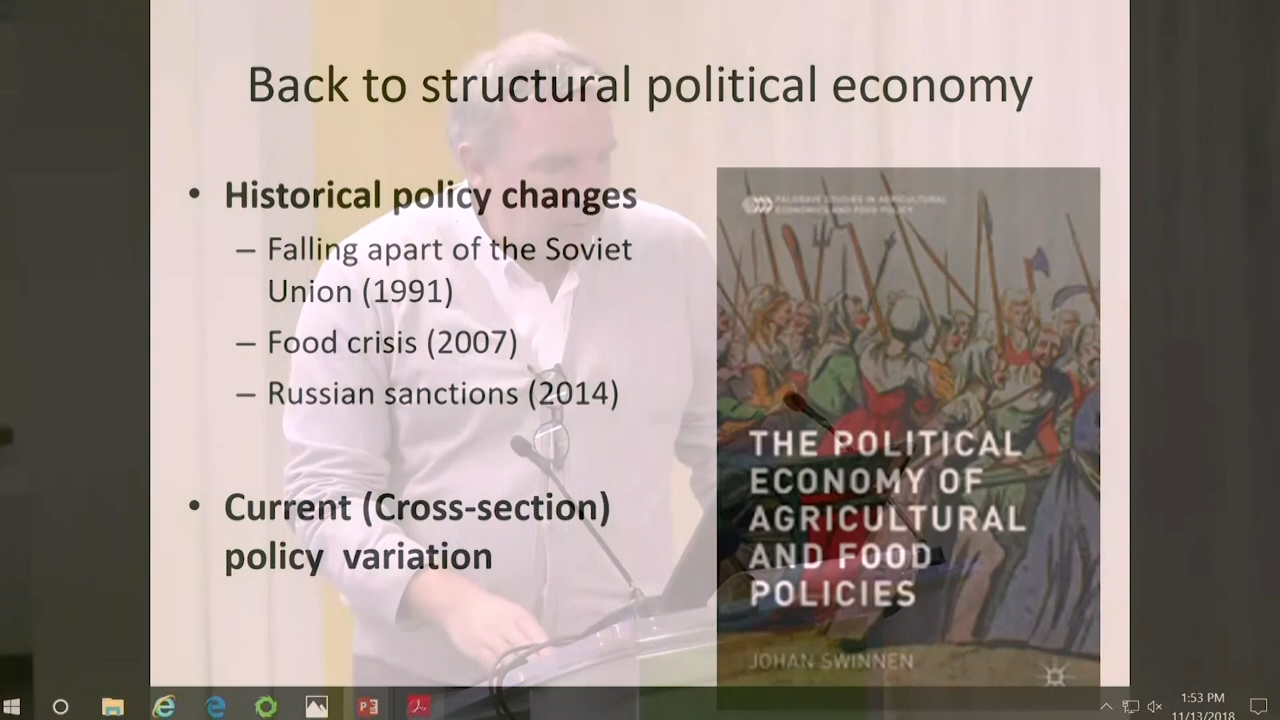 Back to structural political economy
• Historical policy changes
– Falling apart of the Soviet
Union (1991)
– Food crisis (2007)
– Russian sanctions (2014)
• Current (Cross-section)
policy variation
PALGRAVE STUDIES IN AGRICULTURAL
ECONOMICS AND FOOD POLICY
THE POLITICAL
ECONOMY OF
AGRICULTURAL
AND FOOD
POLICIES
JOHAN SWINNEN
1:53 PM
11/13/2018